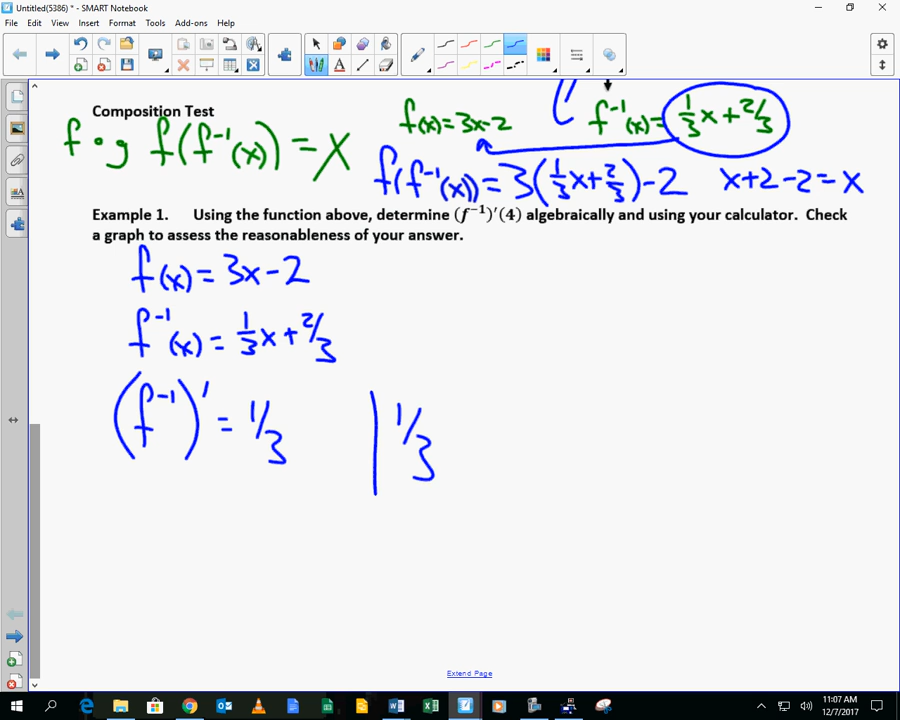 Untitled(5386) * - SMART Notebook
File Edit View Insert Format Tools Add-ons Help
Composition Test
f(x) = 3x-2
f⁻¹(x) = 1/3x + 2/3
f∘g f(f⁻¹(x)) = x
f(f⁻¹(x)) = 3(1/3x + 2/3) - 2 x+2-2 = x
Example 1. Using the function above, determine (f⁻¹)′(4) algebraically and using your calculator. Check
a graph to assess the reasonableness of your answer.
f(x) = 3x-2
f⁻¹(x) = 1/3x + 2/3
(f⁻¹)' = 1/3 | 1/3
Extend Page
11:07 AM
12/7/2017